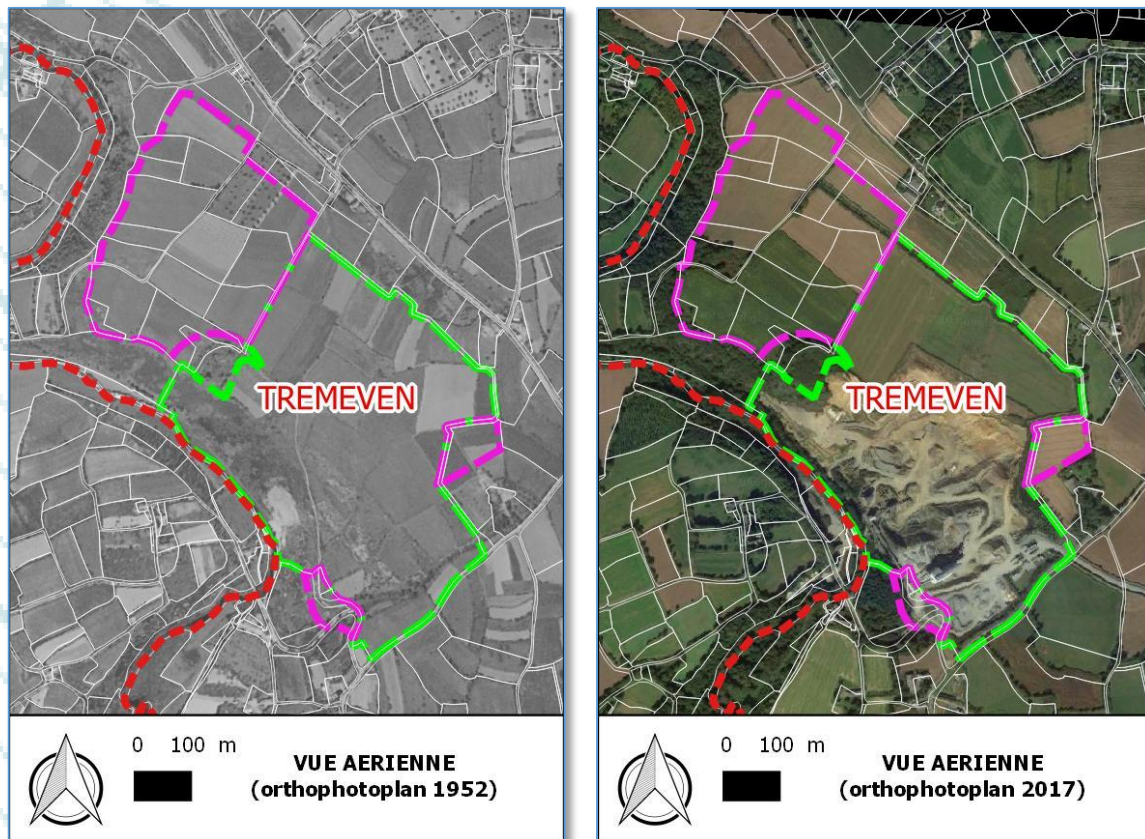 TREMEVEN
0 100 m
VUE AERIENNE
(orthophotoplan 1952)
TREMEVEN
0 100 m
VUE AERIENNE
(orthophotoplan 2017)